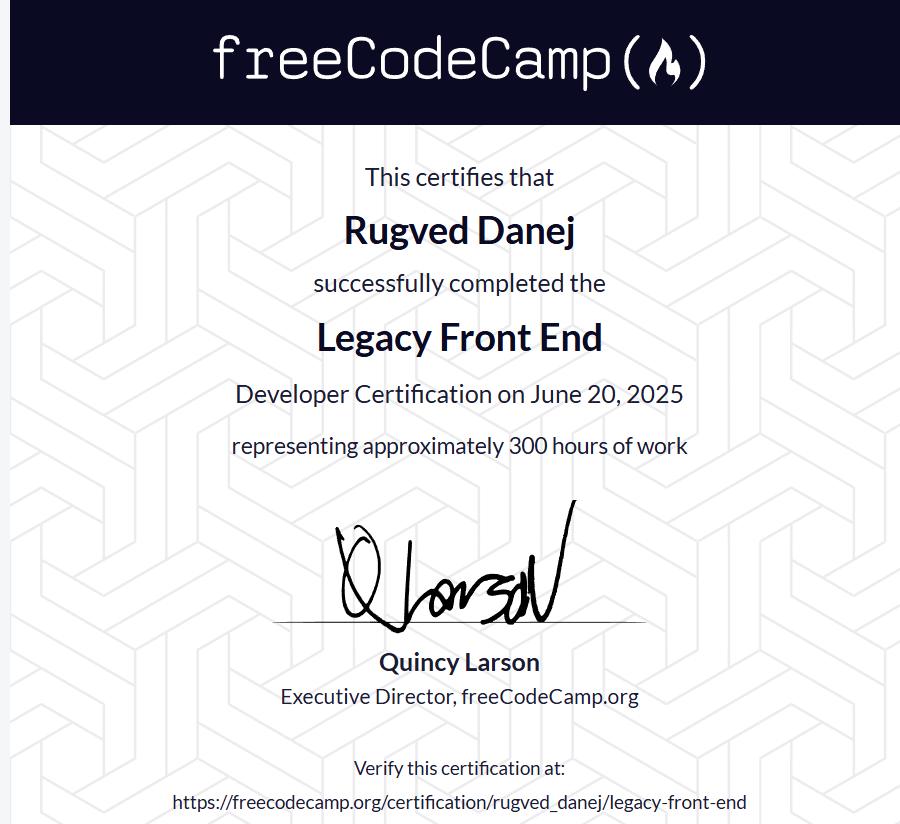 freeCodeCamp
This certifies that
Rugved Danej
successfully completed the
Legacy Front End
Developer Certification on June 20, 2025
representing approximately 300 hours of work
Q Larson
Quincy Larson
Executive Director, freeCodeCamp.org
Verify this certification at:
https://freecodecamp.org/certification/rugved_danej/legacy-front-end